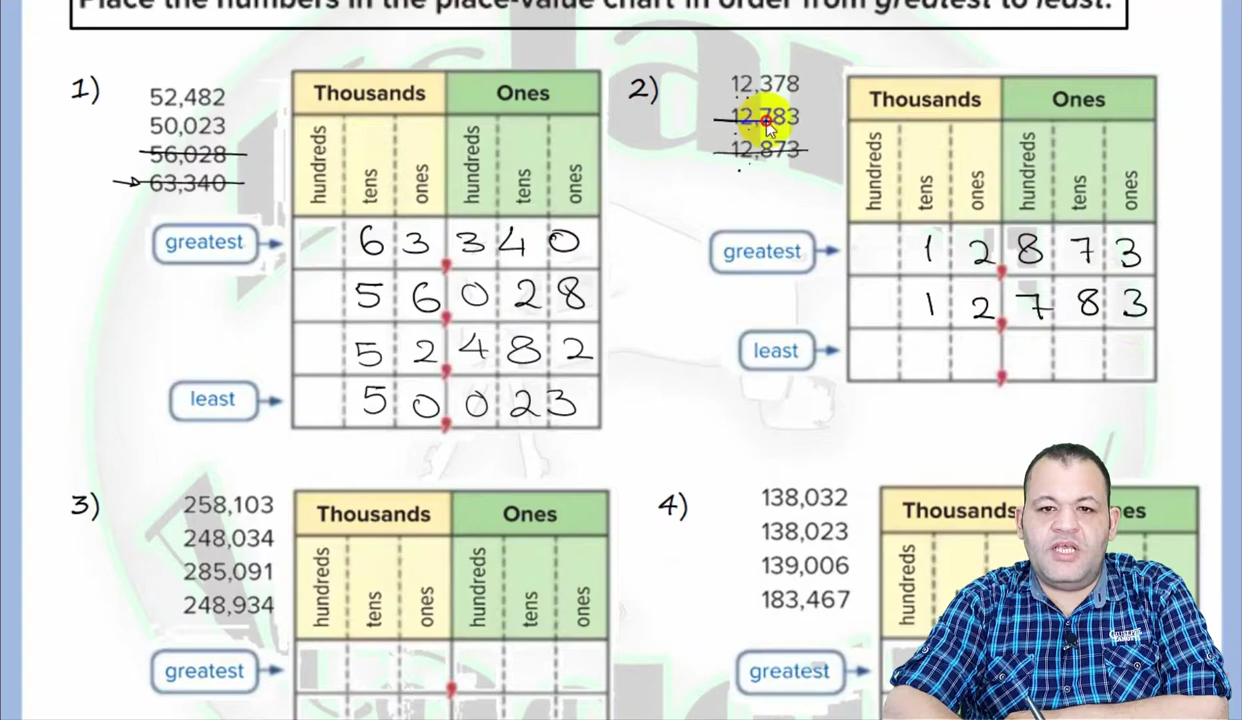 Place the numbers in the place-value chart in order from greatest to least.
1)
52,482
50,023
56,028
63,340
Thousands Ones
hundreds tens ones hundreds tens ones
greatest 6 3 , 3 4 0
5 6 , 0 2 8
5 2 , 4 8 2
least 5 0 , 0 2 3
2)
12,378
12,783
12,873
Thousands Ones
hundreds tens ones hundreds tens ones
greatest 1 2 , 8 7 3
1 2 , 7 8 3
least ,
3)
258,103
248,034
285,091
248,934
Thousands Ones
hundreds tens ones hundreds tens ones
greatest ,
4)
138,032
138,023
139,006
183,467
Thousands
hundreds
greatest